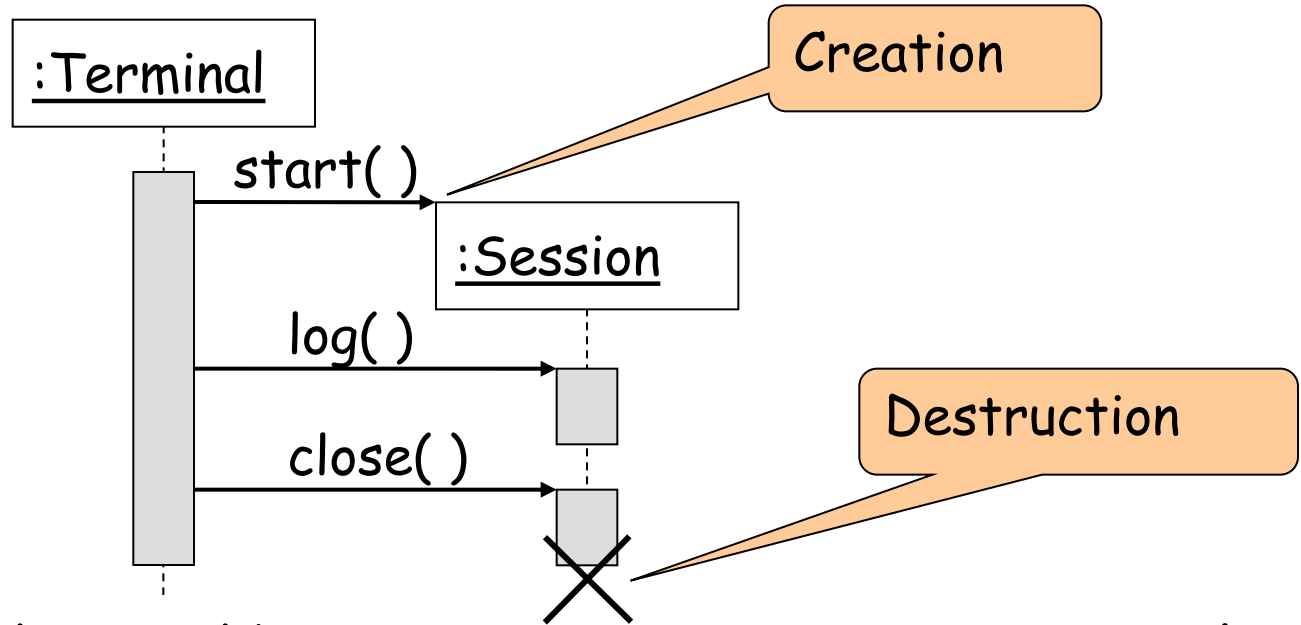 :Terminal
Creation
start( )
:Session
log( )
Destruction
close( )